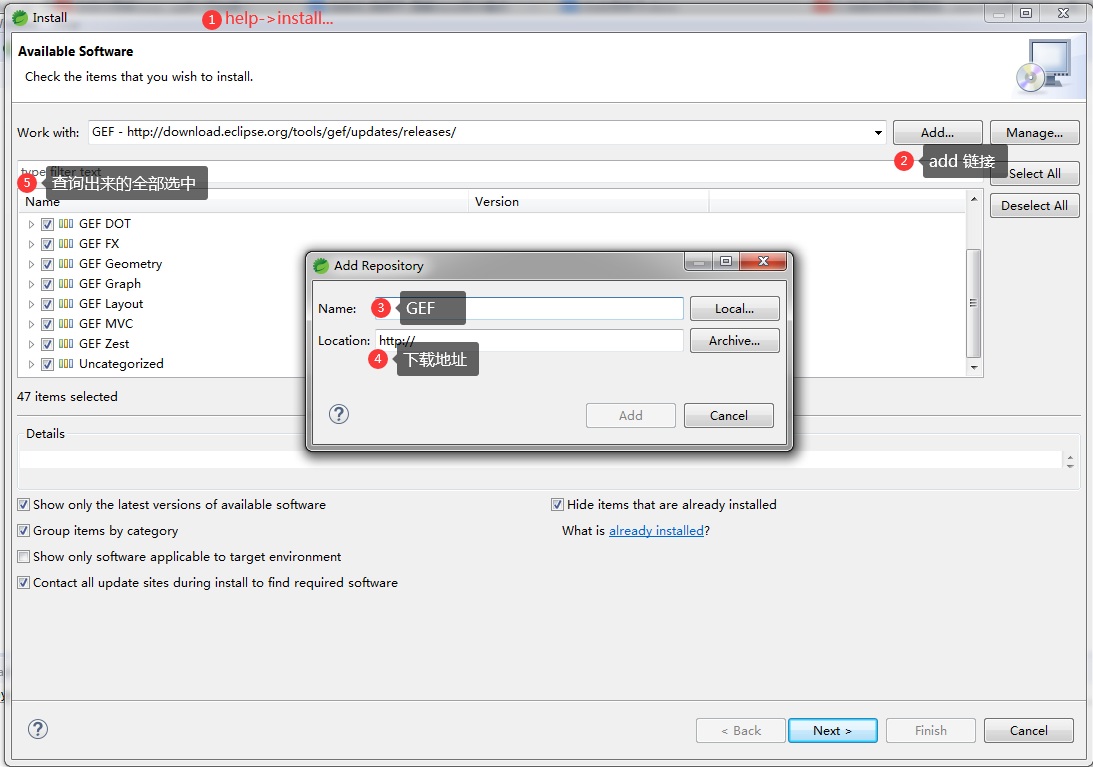 Install
1 help->install...
Available Software
Check the items that you wish to install.
Work with: GEF - http://download.eclipse.org/tools/gef/updates/releases/ Add... Manage...
2 add 链接
type filter text
Select All
5 查询出来的全部选中
Deselect All
Name Version
GEF DOT
GEF FX
GEF Geometry
GEF Graph
GEF Layout
GEF MVC
GEF Zest
Uncategorized
Add Repository
Name: 3 GEF Local...
Location: http:// Archive...
4 下载地址
? Add Cancel
47 items selected
Details
Show only the latest versions of available software
Hide items that are already installed
Group items by category
What is already installed?
Show only software applicable to target environment
Contact all update sites during install to find required software
? < Back Next > Finish Cancel